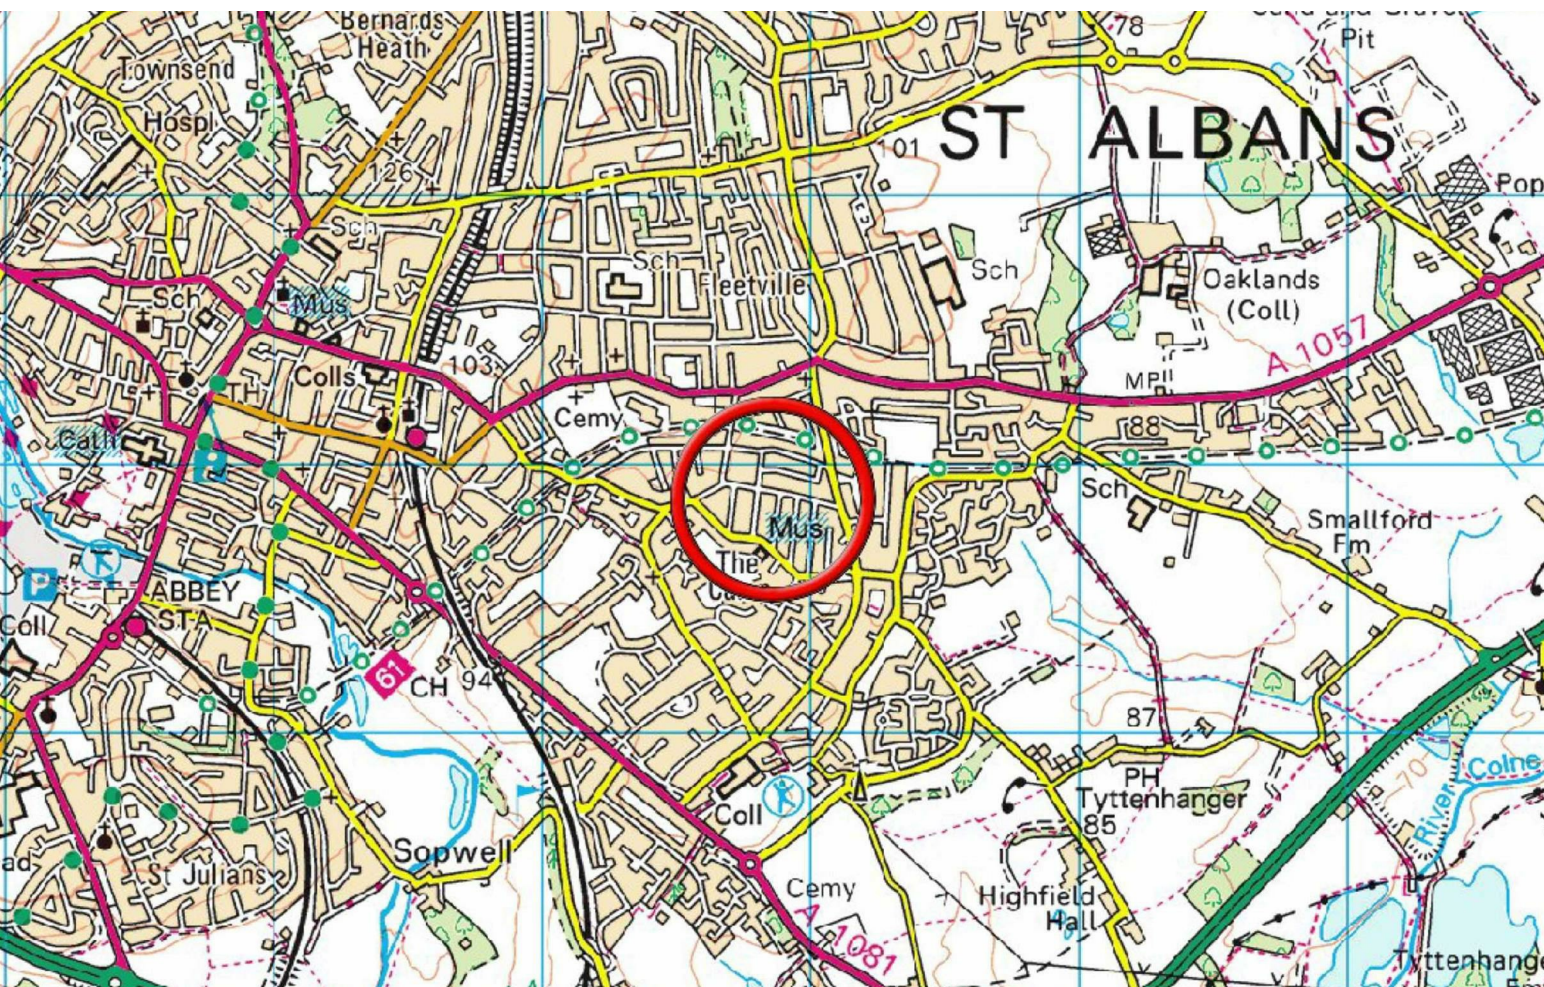 Bernards
Heath
Pit
78
Townsend
Hospl
ST ALBANS
101
126
Sch
Pop
Sch
Fleetville
Sch
Oaklands
(Coll)
Sch
Mus
A 1057
103
Colls
MP
H
Cemy
88
Cath
P
Sch
Mus
Smallford
Fm
The
P
ABBEY
STA
Coll
61
CH
94
87
PH
Tyttenhanger
70
River
Colne
Coll
85
Sopwell
ad
St Julians
Cemy
Highfield
Hall
A 1081
Tyttenhange